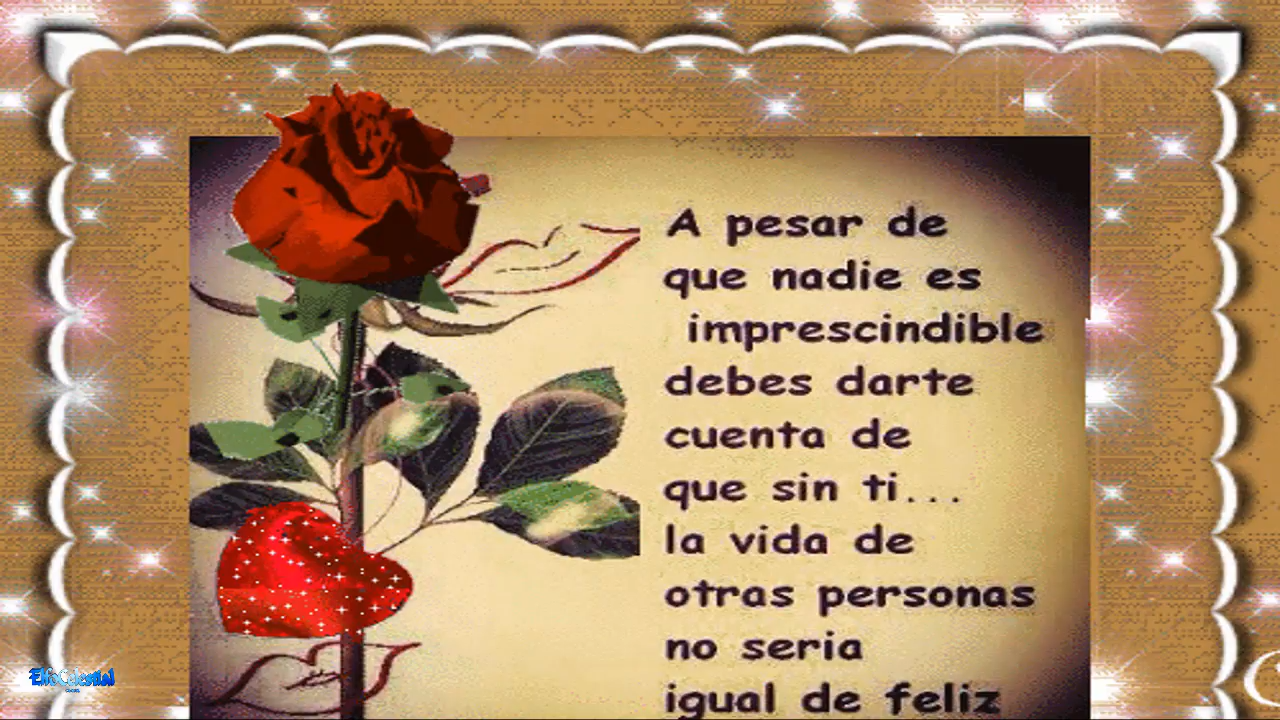 A pesar de
que nadie es
imprescindible
debes darte
cuenta de
que sin ti...
la vida de
otras personas
no seria
igual de feliz
ElfoCelestial